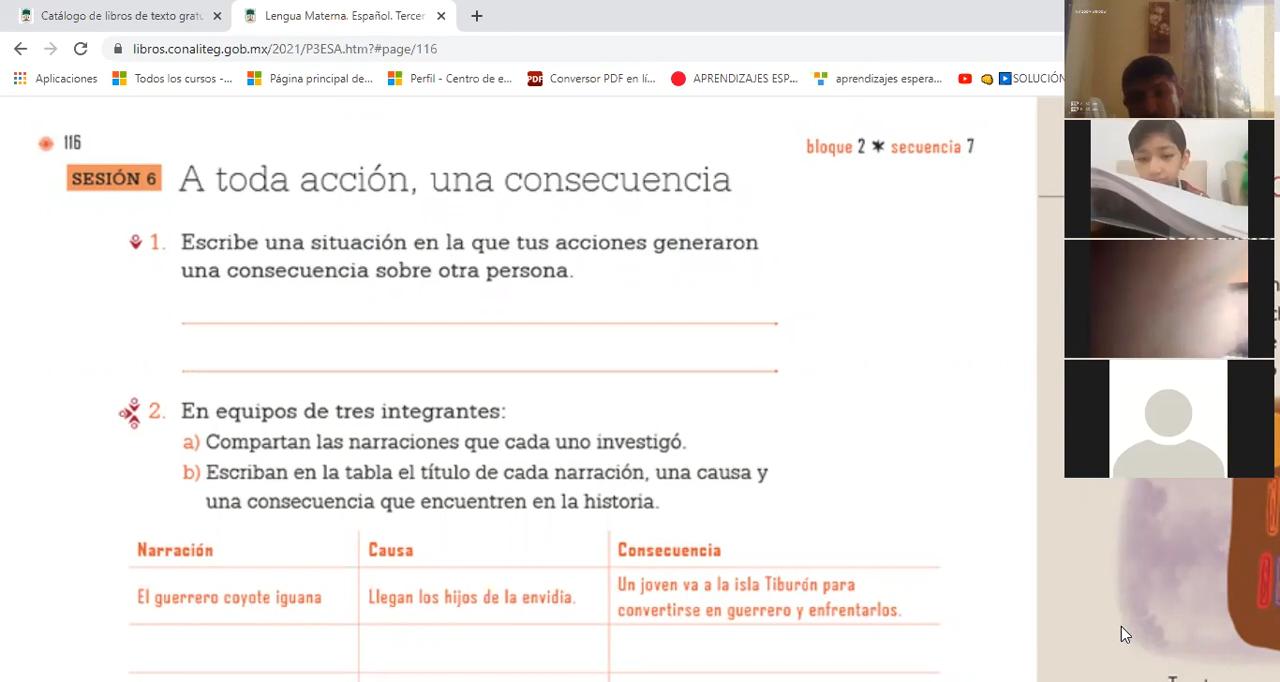 Catálogo de libros de texto gratu
Lengua Materna. Español. Tercer
libros.conaliteg.gob.mx/2021/P3ESA.htm?#page/116
Aplicaciones
Todos los cursos -...
Página principal de...
Perfil - Centro de e...
PDF
Conversor PDF en lí...
APRENDIZAJES ESP...
aprendizajes espera...
SOLUCIÓN
116
bloque 2 * secuencia 7
SESIÓN 6
A toda acción, una consecuencia
1. Escribe una situación en la que tus acciones generaron
una consecuencia sobre otra persona.
2. En equipos de tres integrantes:
a) Compartan las narraciones que cada uno investigó.
b) Escriban en la tabla el título de cada narración, una causa y
una consecuencia que encuentren en la historia.
Narración Causa Consecuencia
El guerrero coyote iguana Llegan los hijos de la envidia. Un joven va a la isla Tiburón para
convertirse en guerrero y enfrentarlos.